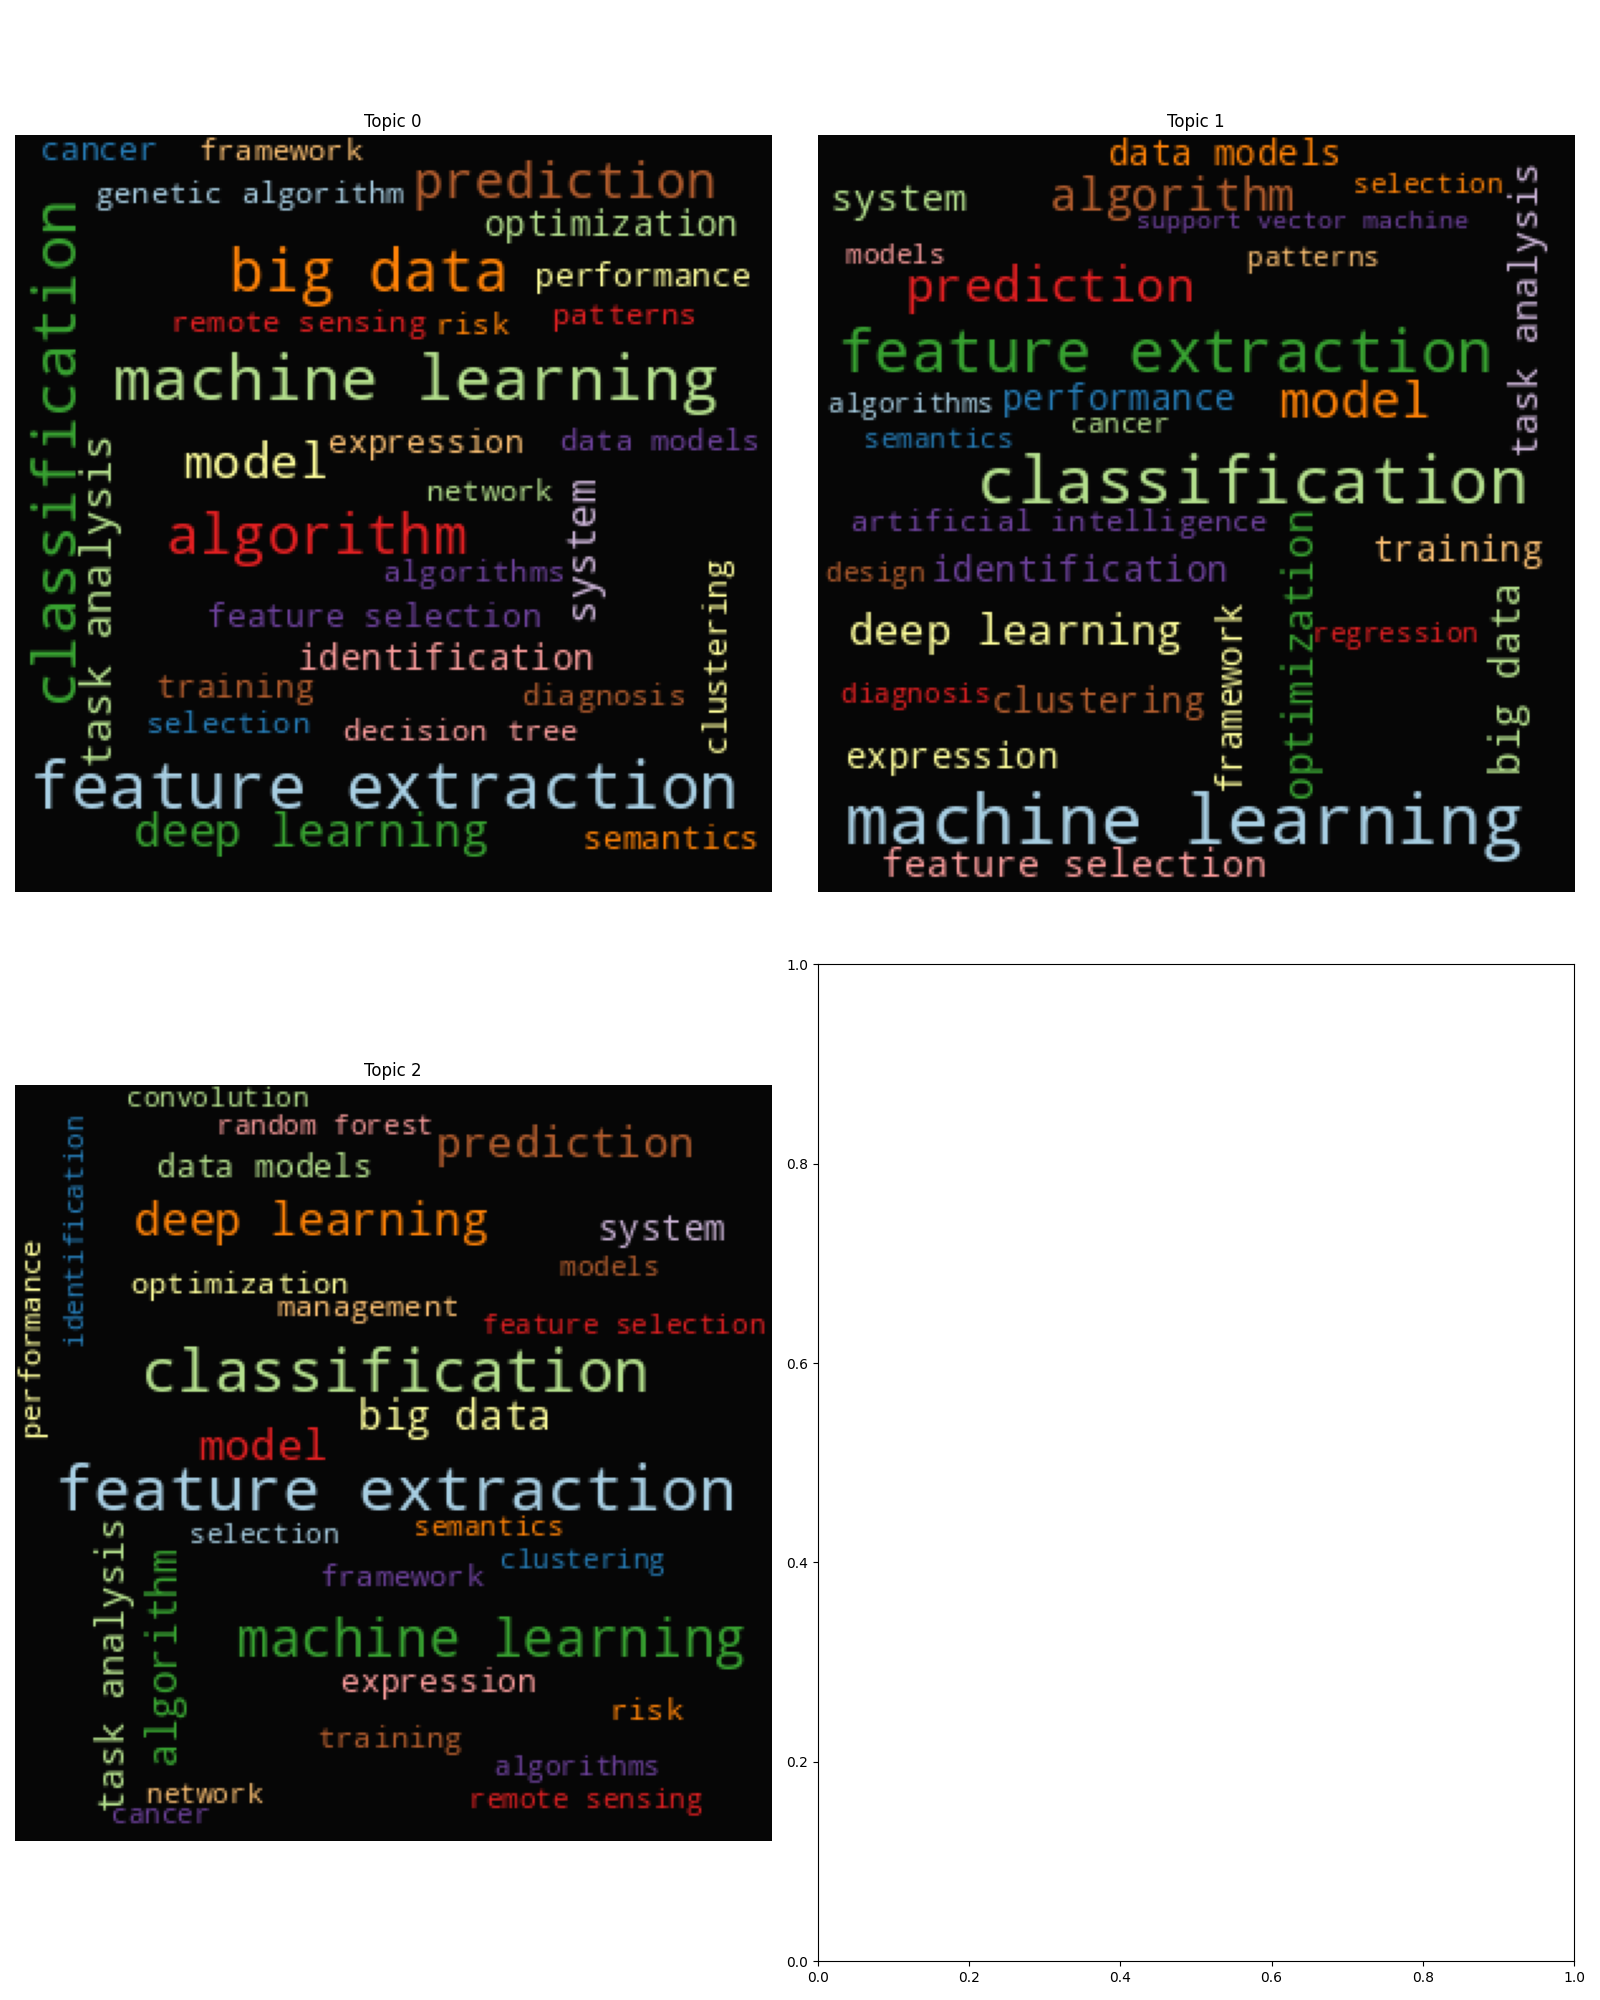 Topic 0
cancer
framework
genetic algorithm
prediction
optimization
big data
performance
remote sensing
risk
patterns
classification
machine learning
model
expression
data models
task analysis
network
system
algorithm
algorithms
clustering
feature selection
identification
training
diagnosis
selection
decision tree
feature extraction
deep learning
semantics
Topic 1
data models
system
algorithm
selection
support vector machine
task analysis
models
patterns
prediction
feature extraction
algorithms
performance
model
cancer
semantics
classification
artificial intelligence
training
design
identification
optimization
deep learning
framework
regression
big data
diagnosis
clustering
expression
machine learning
feature selection
Topic 2
convolution
random forest
prediction
data models
identification
deep learning
system
performance
models
optimization
management
feature selection
classification
big data
model
feature extraction
selection
semantics
clustering
framework
task analysis
algorithm
machine learning
expression
risk
training
algorithms
network
remote sensing
cancer
1.0
0.8
0.6
0.4
0.2
0.0
0.0 0.2 0.4 0.6 0.8 1.0